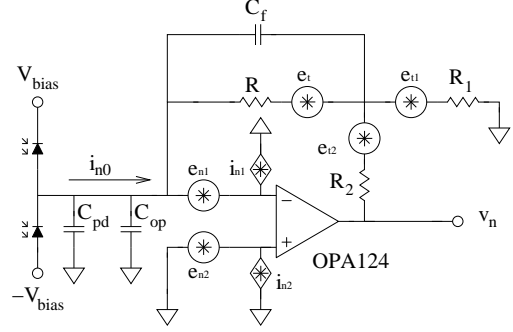 C_f
V_bias
R
e_t
e_t1
R_1
i_n0
e_n1
i_n1
e_t2
R_2
C_pd
C_op
−
+
v_n
e_n2
i_n2
OPA124
−V_bias